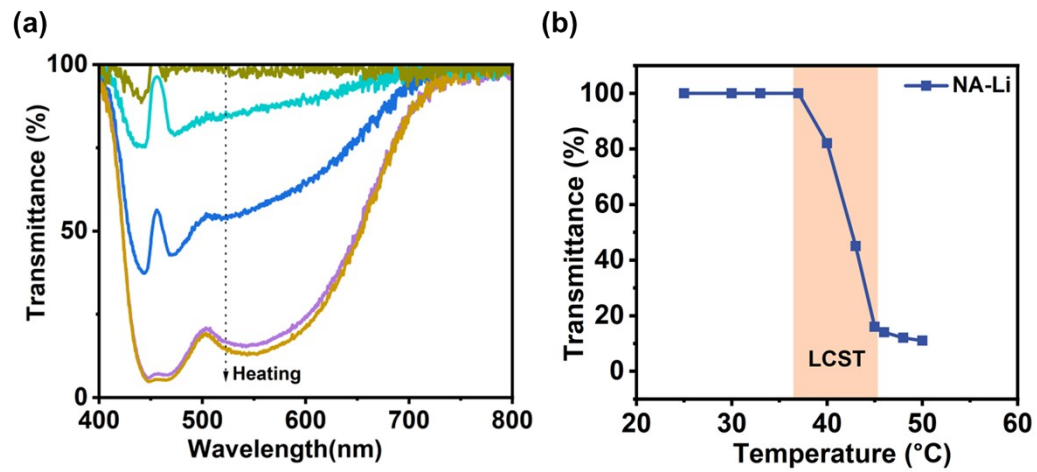 (a)
Transmittance (%)
100
50
0
Heating
400
500
600
700
800
Wavelength(nm)
(b)
Transmittance (%)
100
80
60
40
20
0
NA-Li
LCST
20
30
40
50
60
Temperature (°C)